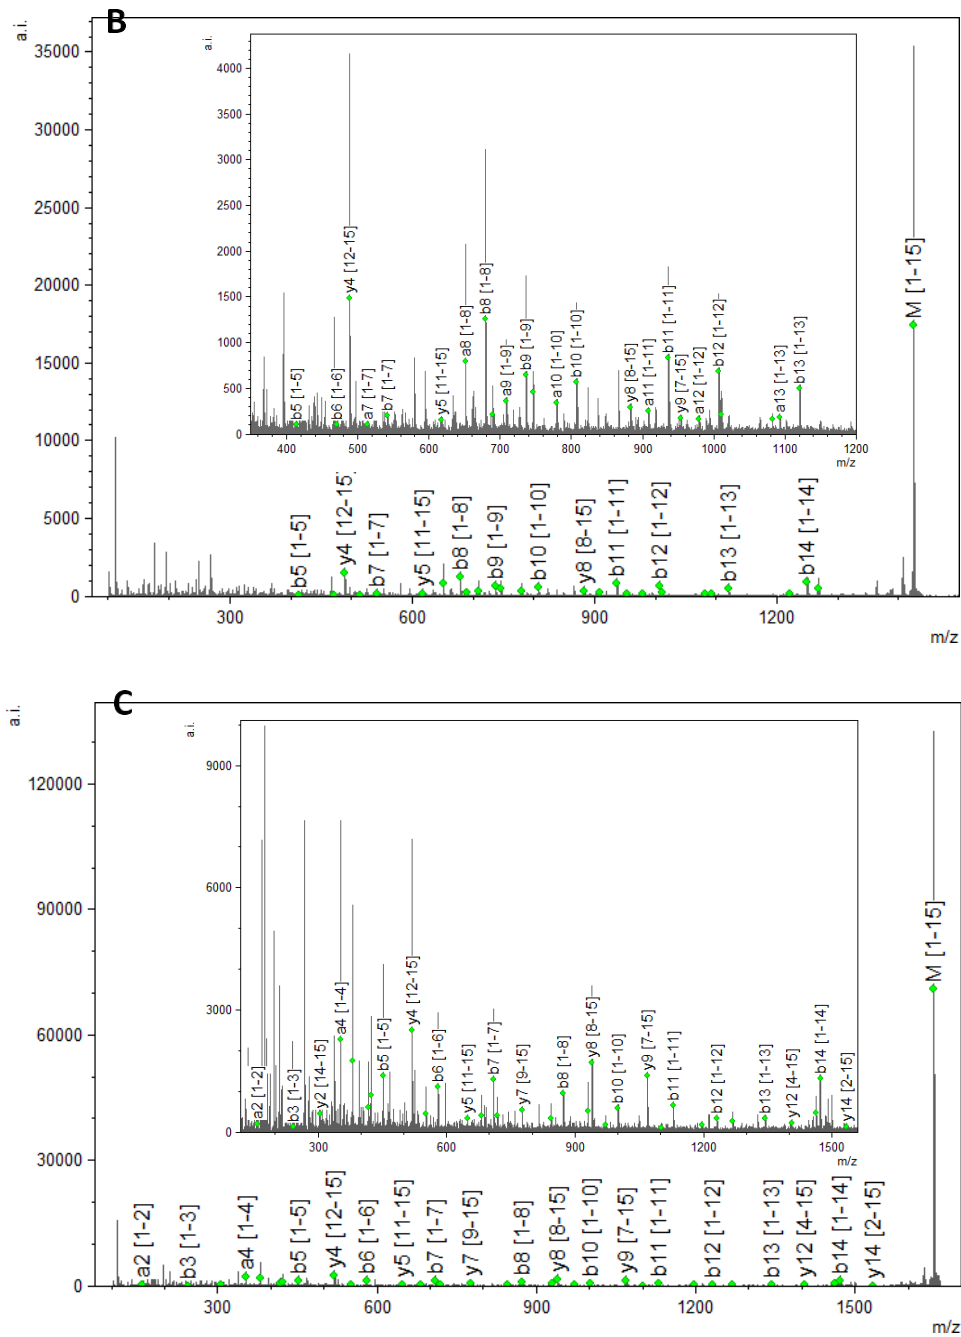 B
a.i.
35000
30000
25000
20000
15000
10000
5000
0
300
600
900
1200
m/z
M [1-15]
b5 [1-5]
y4 [12-15]
b7 [1-7]
y5 [11-15]
b8 [1-8]
b9 [1-9]
b10 [1-10]
y8 [8-15]
b11 [1-11]
b12 [1-12]
b13 [1-13]
b14 [1-14]
a.i.
4000
3500
3000
2500
2000
1500
1000
500
0
400
500
600
700
800
900
1000
1100
1200
m/z
b5 [1-5]
b6 [1-6]
y4 [12-15]
a7 [1-7]
b7 [1-7]
y5 [11-15]
a8 [1-8]
b8 [1-8]
a9 [1-9]
b9 [1-9]
a10 [1-10]
b10 [1-10]
y8 [8-15]
a11 [1-11]
b11 [1-11]
y9 [7-15]
a12 [1-12]
b12 [1-12]
a13 [1-13]
b13 [1-13]
C
a.i.
120000
90000
60000
30000
0
300
600
900
1200
1500
m/z
M [1-15]
a2 [1-2]
b3 [1-3]
a4 [1-4]
b5 [1-5]
y4 [12-15]
b6 [1-6]
y5 [11-15]
b7 [1-7]
y7 [9-15]
b8 [1-8]
y8 [8-15]
b10 [1-10]
y9 [7-15]
b11 [1-11]
b12 [1-12]
b13 [1-13]
y12 [4-15]
b14 [1-14]
y14 [2-15]
a.i.
9000
6000
3000
0
300
600
900
1200
1500
m/z
a2 [1-2]
b3 [1-3]
y2 [14-15]
a4 [1-4]
b5 [1-5]
y4 [12-15]
b6 [1-6]
y5 [11-15]
b7 [1-7]
y7 [9-15]
b8 [1-8]
y8 [8-15]
b10 [1-10]
y9 [7-15]
b11 [1-11]
b12 [1-12]
b13 [1-13]
y12 [4-15]
b14 [1-14]
y14 [2-15]